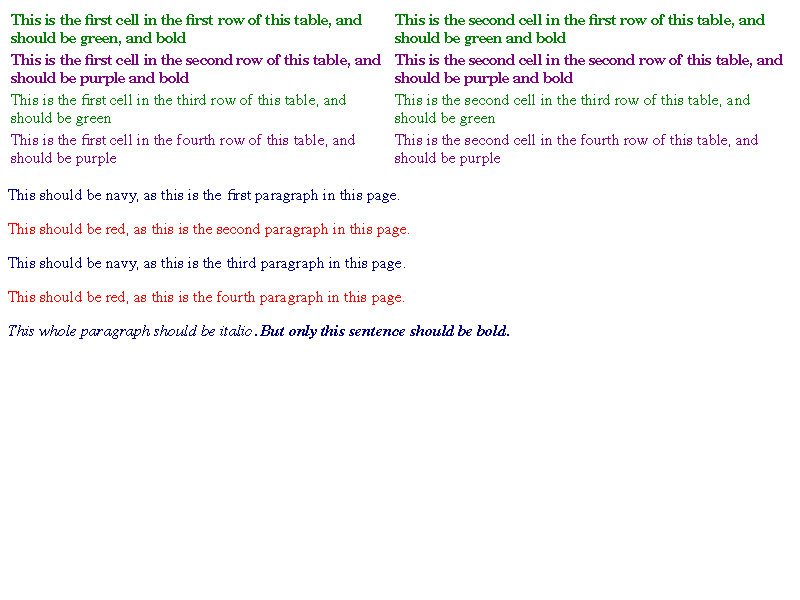 This is the first cell in the first row of this table, and
should be green, and bold
This is the second cell in the first row of this table, and
should be green and bold
This is the first cell in the second row of this table, and
should be purple and bold
This is the second cell in the second row of this table, and
should be purple and bold
This is the first cell in the third row of this table, and
should be green
This is the second cell in the third row of this table, and
should be green
This is the first cell in the fourth row of this table, and
should be purple
This is the second cell in the fourth row of this table, and
should be purple
This should be navy, as this is the first paragraph in this page.
This should be red, as this is the second paragraph in this page.
This should be navy, as this is the third paragraph in this page.
This should be red, as this is the fourth paragraph in this page.
This whole paragraph should be italic . But only this sentence should be bold.